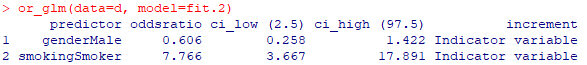 > or_glm(data=d, model=fit.2)
predictor oddsratio ci_low (2.5) ci_high (97.5) increment
1 genderMale 0.606 0.258 1.422 Indicator variable
2 smokingSmoker 7.766 3.667 17.891 Indicator variable